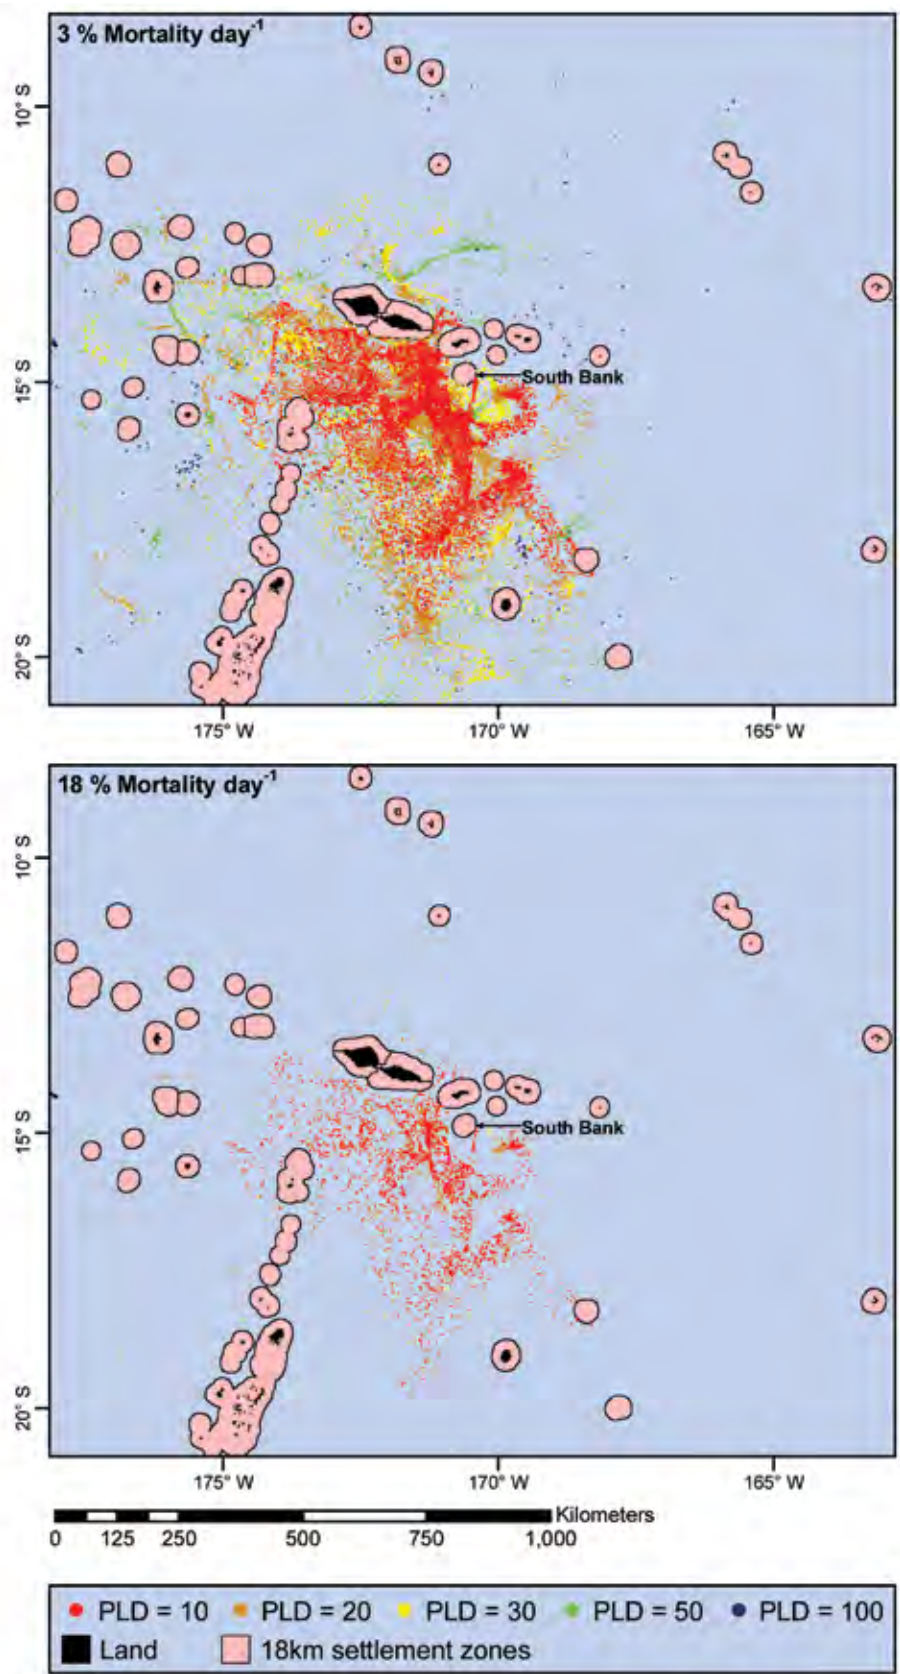 3 % Mortality day-1
10° S
15° S
20° S
South Bank
175° W 170° W 165° W
18 % Mortality day-1
10° S
15° S
20° S
South Bank
175° W 170° W 165° W
Kilometers
0 125 250 500 750 1,000
PLD = 10 PLD = 20 PLD = 30 PLD = 50 PLD = 100
Land 18km settlement zones